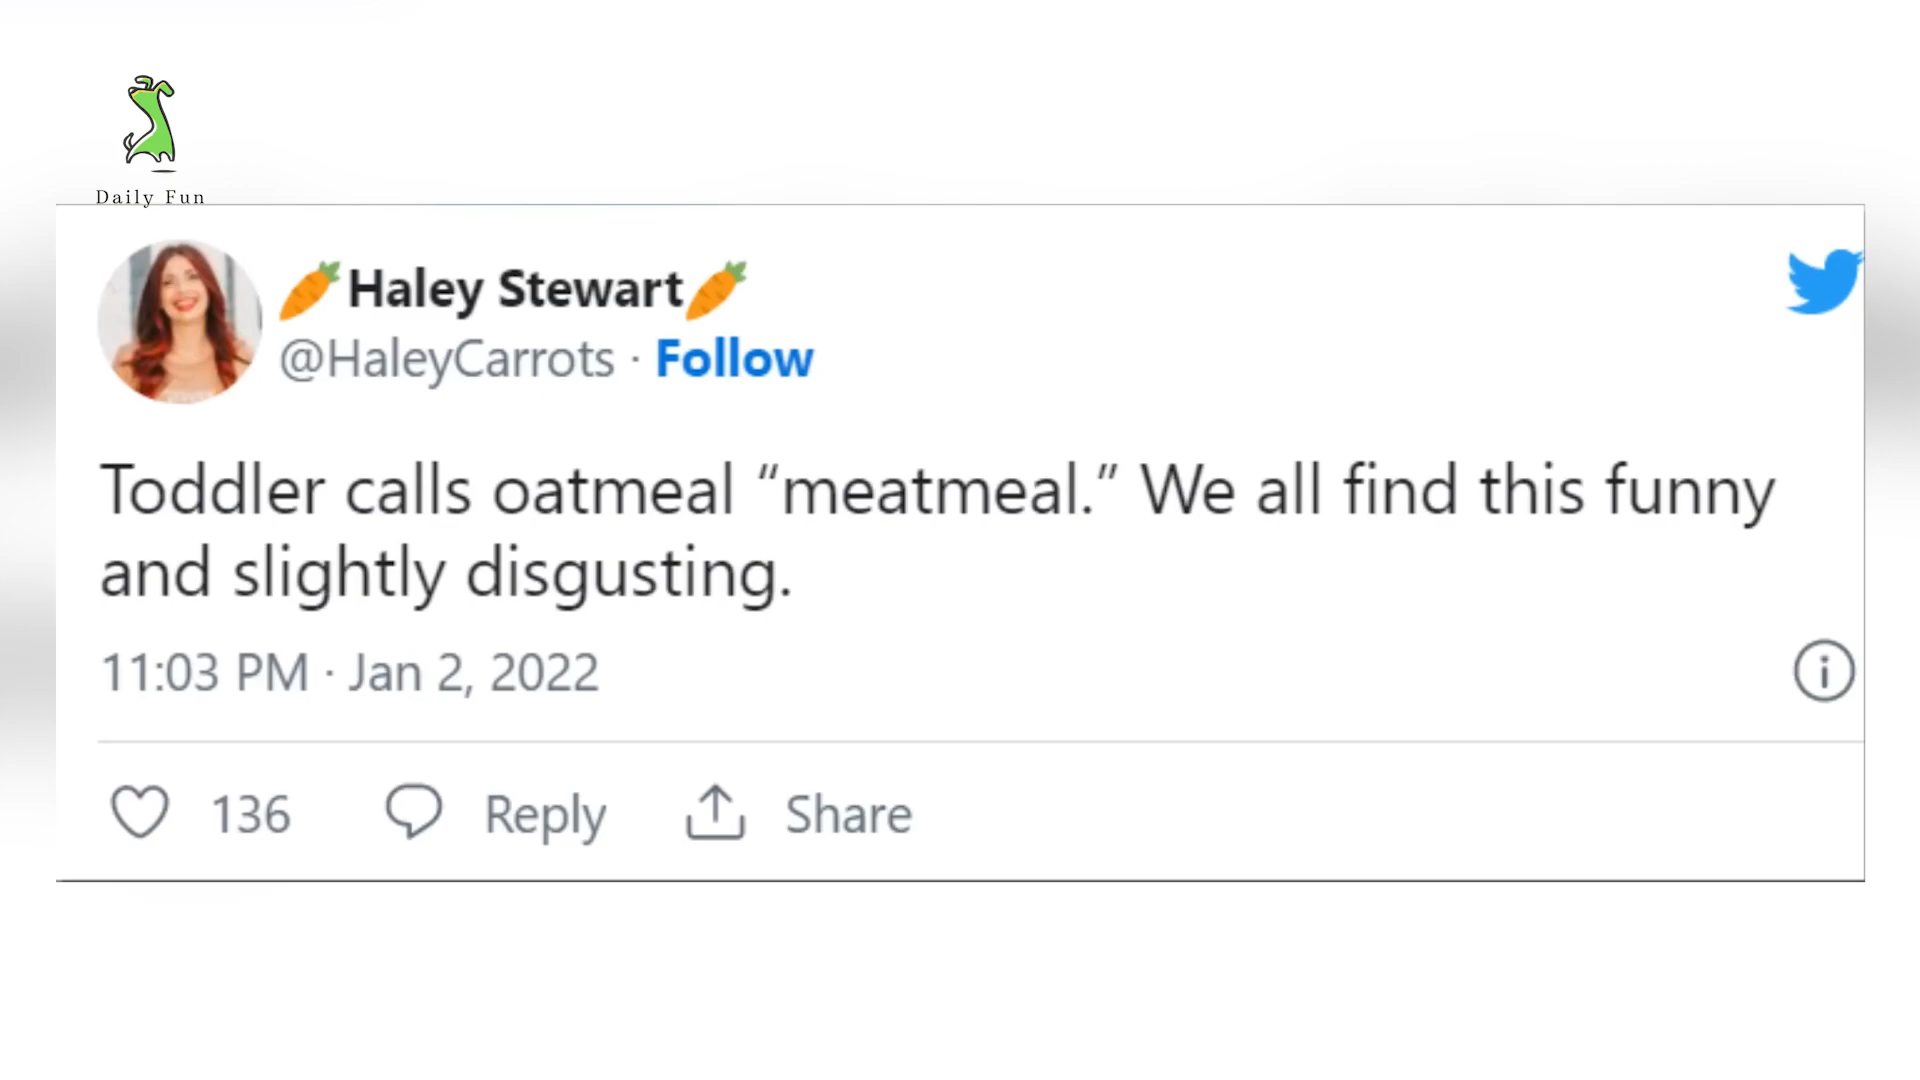 Daily Fun
🥕Haley Stewart🥕
@HaleyCarrots · Follow
Toddler calls oatmeal “meatmeal.” We all find this funny
and slightly disgusting.
11:03 PM · Jan 2, 2022
136 Reply Share